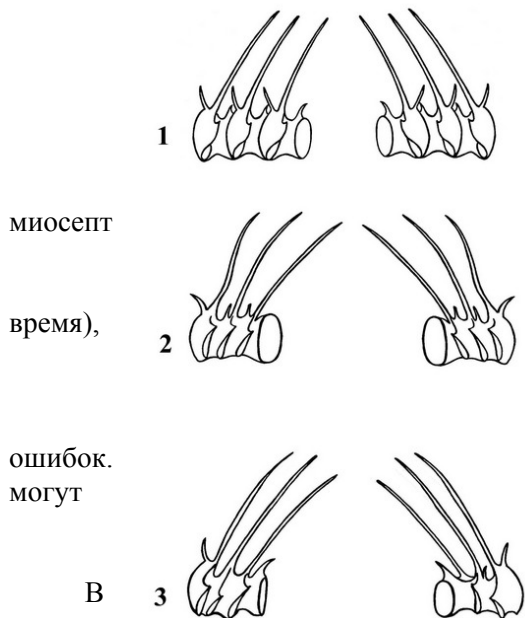 1
миосепт
время),
2
ошибок.
могут
В 3